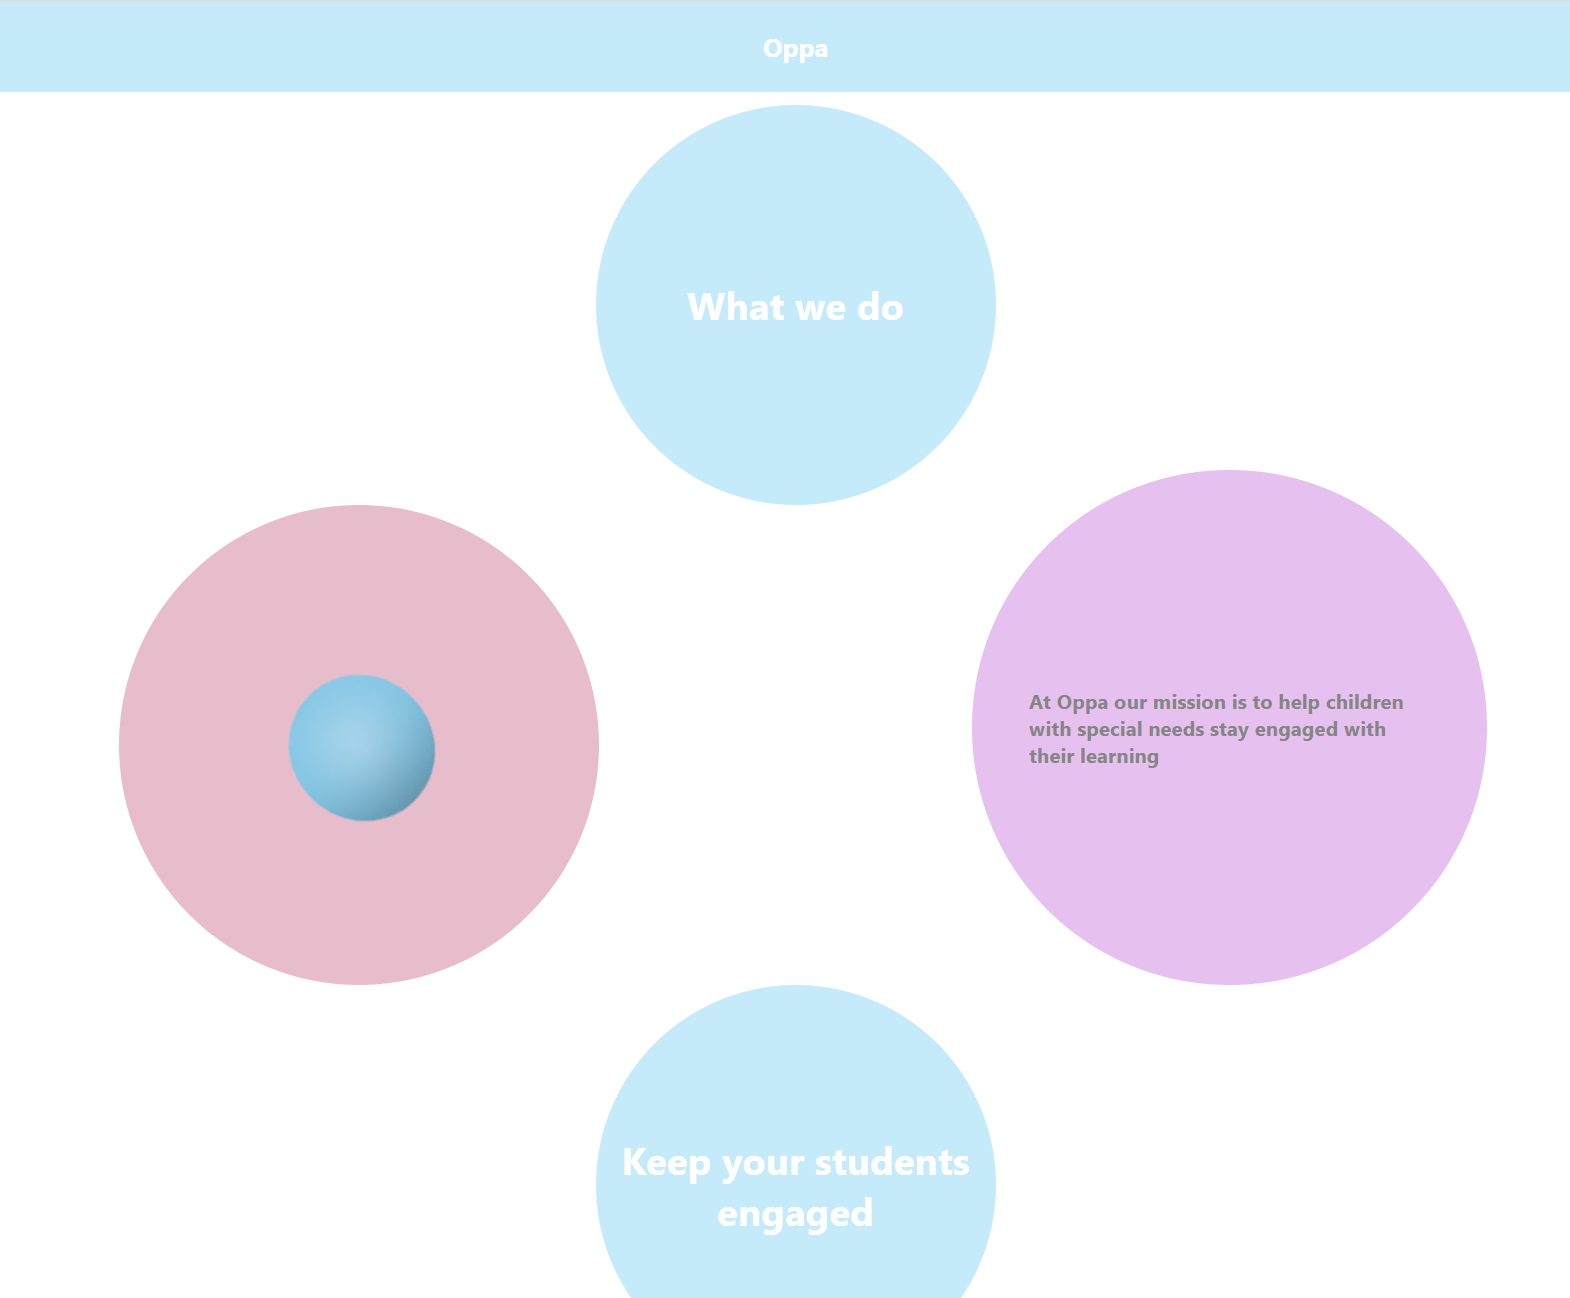 Oppa
What we do
At Oppa our mission is to help children
with special needs stay engaged with
their learning
Keep your students
engaged